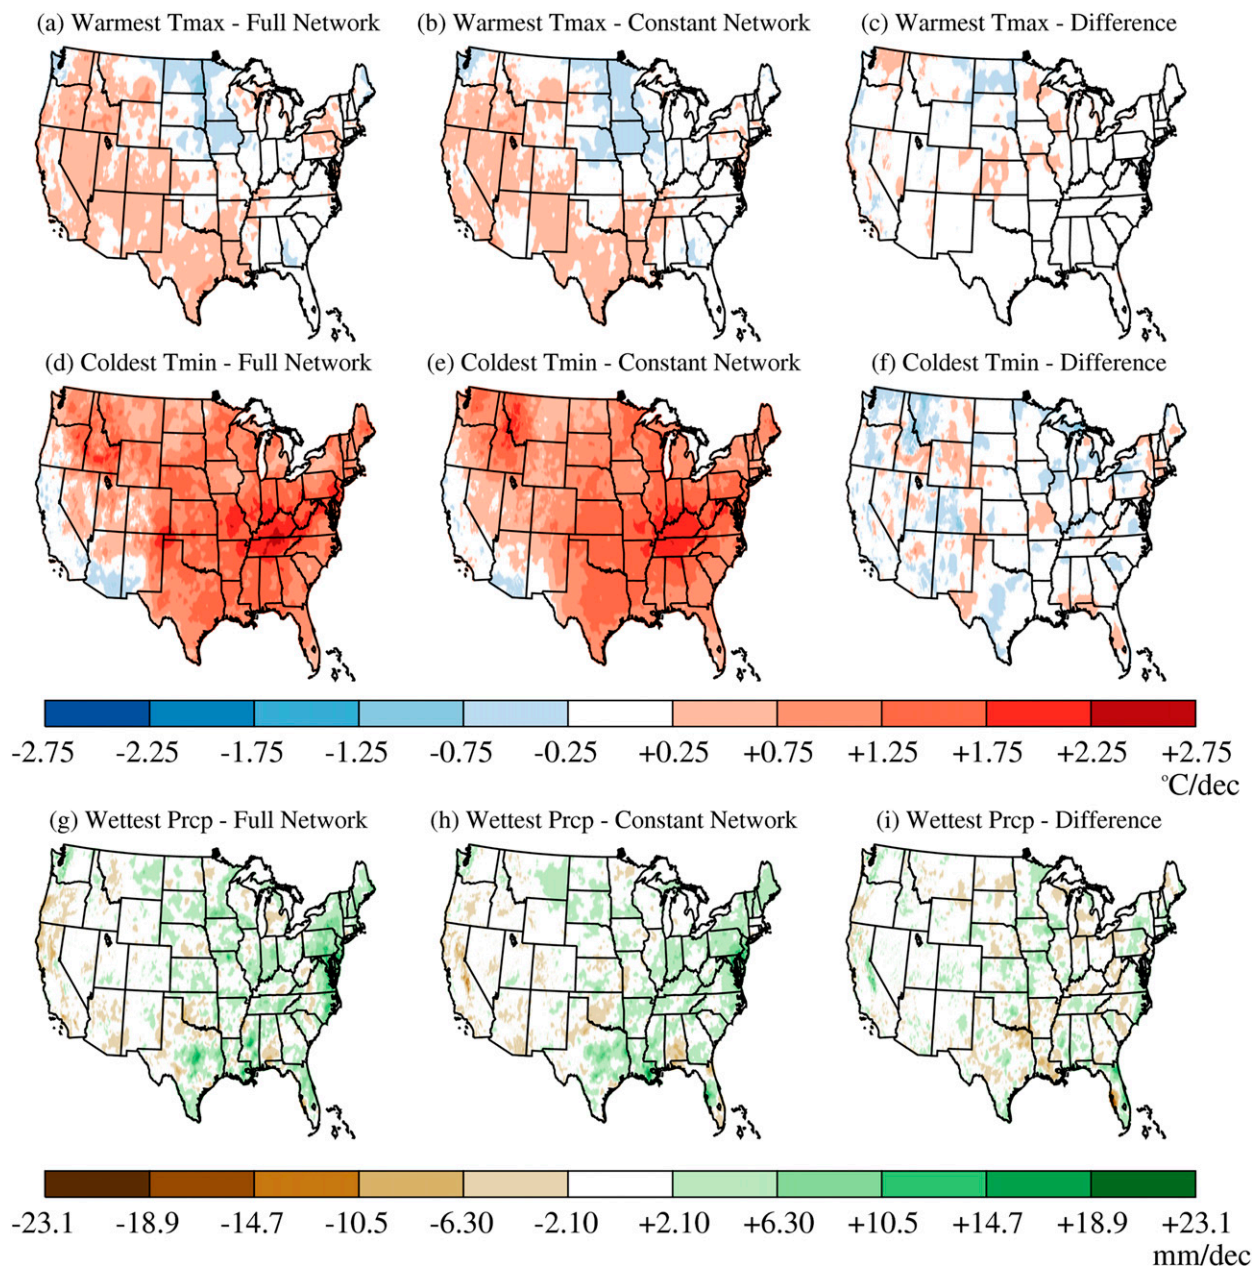 (a) Warmest Tmax - Full Network
(b) Warmest Tmax - Constant Network
(c) Warmest Tmax - Difference
(d) Coldest Tmin - Full Network
(e) Coldest Tmin - Constant Network
(f) Coldest Tmin - Difference
-2.75 -2.25 -1.75 -1.25 -0.75 -0.25 +0.25 +0.75 +1.25 +1.75 +2.25 +2.75
°C/dec
(g) Wettest Prcp - Full Network
(h) Wettest Prcp - Constant Network
(i) Wettest Prcp - Difference
-23.1 -18.9 -14.7 -10.5 -6.30 -2.10 +2.10 +6.30 +10.5 +14.7 +18.9 +23.1
mm/dec